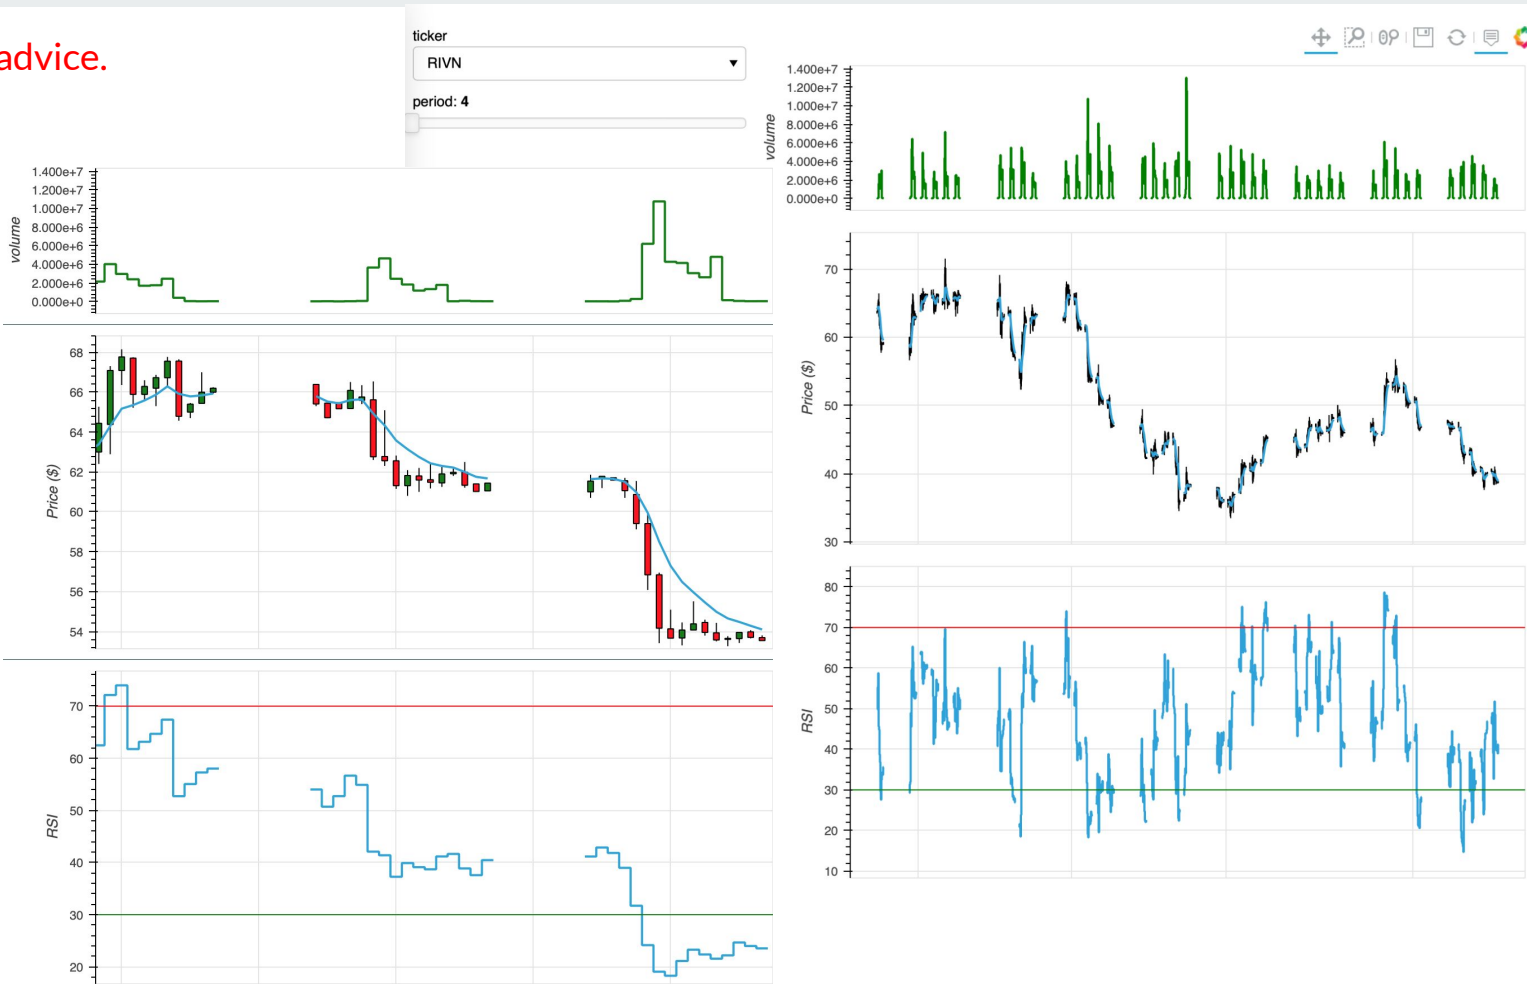 advice.
ticker
RIVN
period: 4
volume
1.400e+7
1.200e+7
1.000e+7
8.000e+6
6.000e+6
4.000e+6
2.000e+6
0.000e+0
Price ($)
68
66
64
62
60
58
56
54
RSI
70
60
50
40
30
20
volume
1.400e+7
1.200e+7
1.000e+7
8.000e+6
6.000e+6
4.000e+6
2.000e+6
0.000e+0
Price ($)
70
60
50
40
30
RSI
80
70
60
50
40
30
20
10